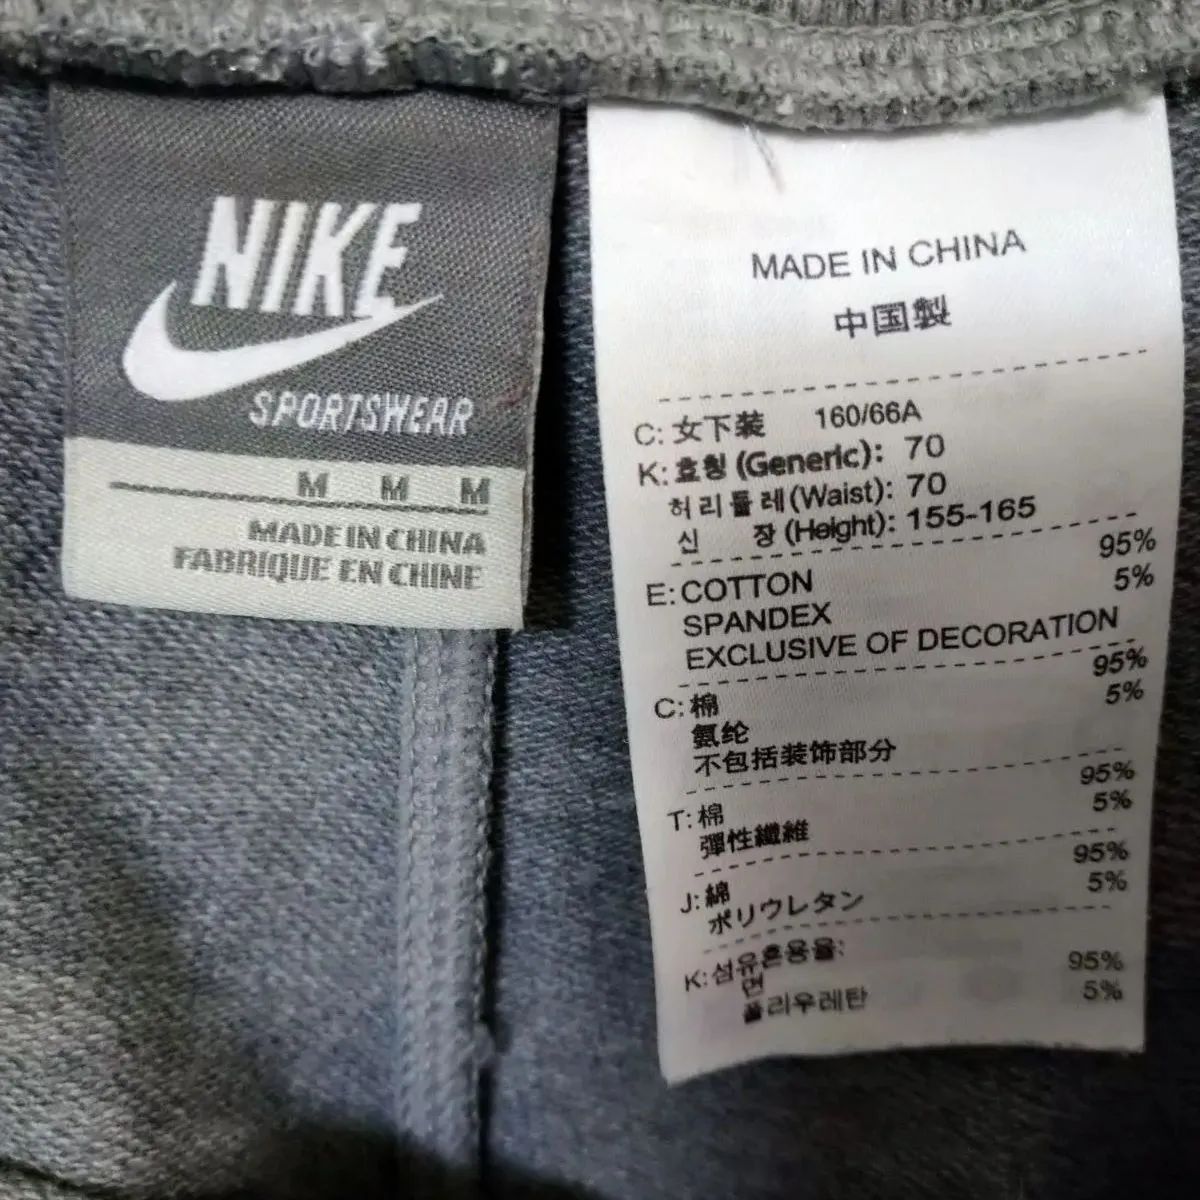 NIKE
SPORTSWEAR
M M M
MADE IN CHINA
FABRIQUE EN CHINE
MADE IN CHINA
中国製
C: 女下装 160/66A
K: 호칭 (Generic): 70
허리둘레(Waist): 70
신 장 (Height): 155-165
E: COTTON 95%
SPANDEX 5%
EXCLUSIVE OF DECORATION
C: 棉 95%
氨纶 5%
不包括装饰部分
T: 棉 95%
彈性纖維 5%
J: 綿 95%
ポリウレタン 5%
K: 섬유혼용율:
면 95%
폴리우레탄 5%